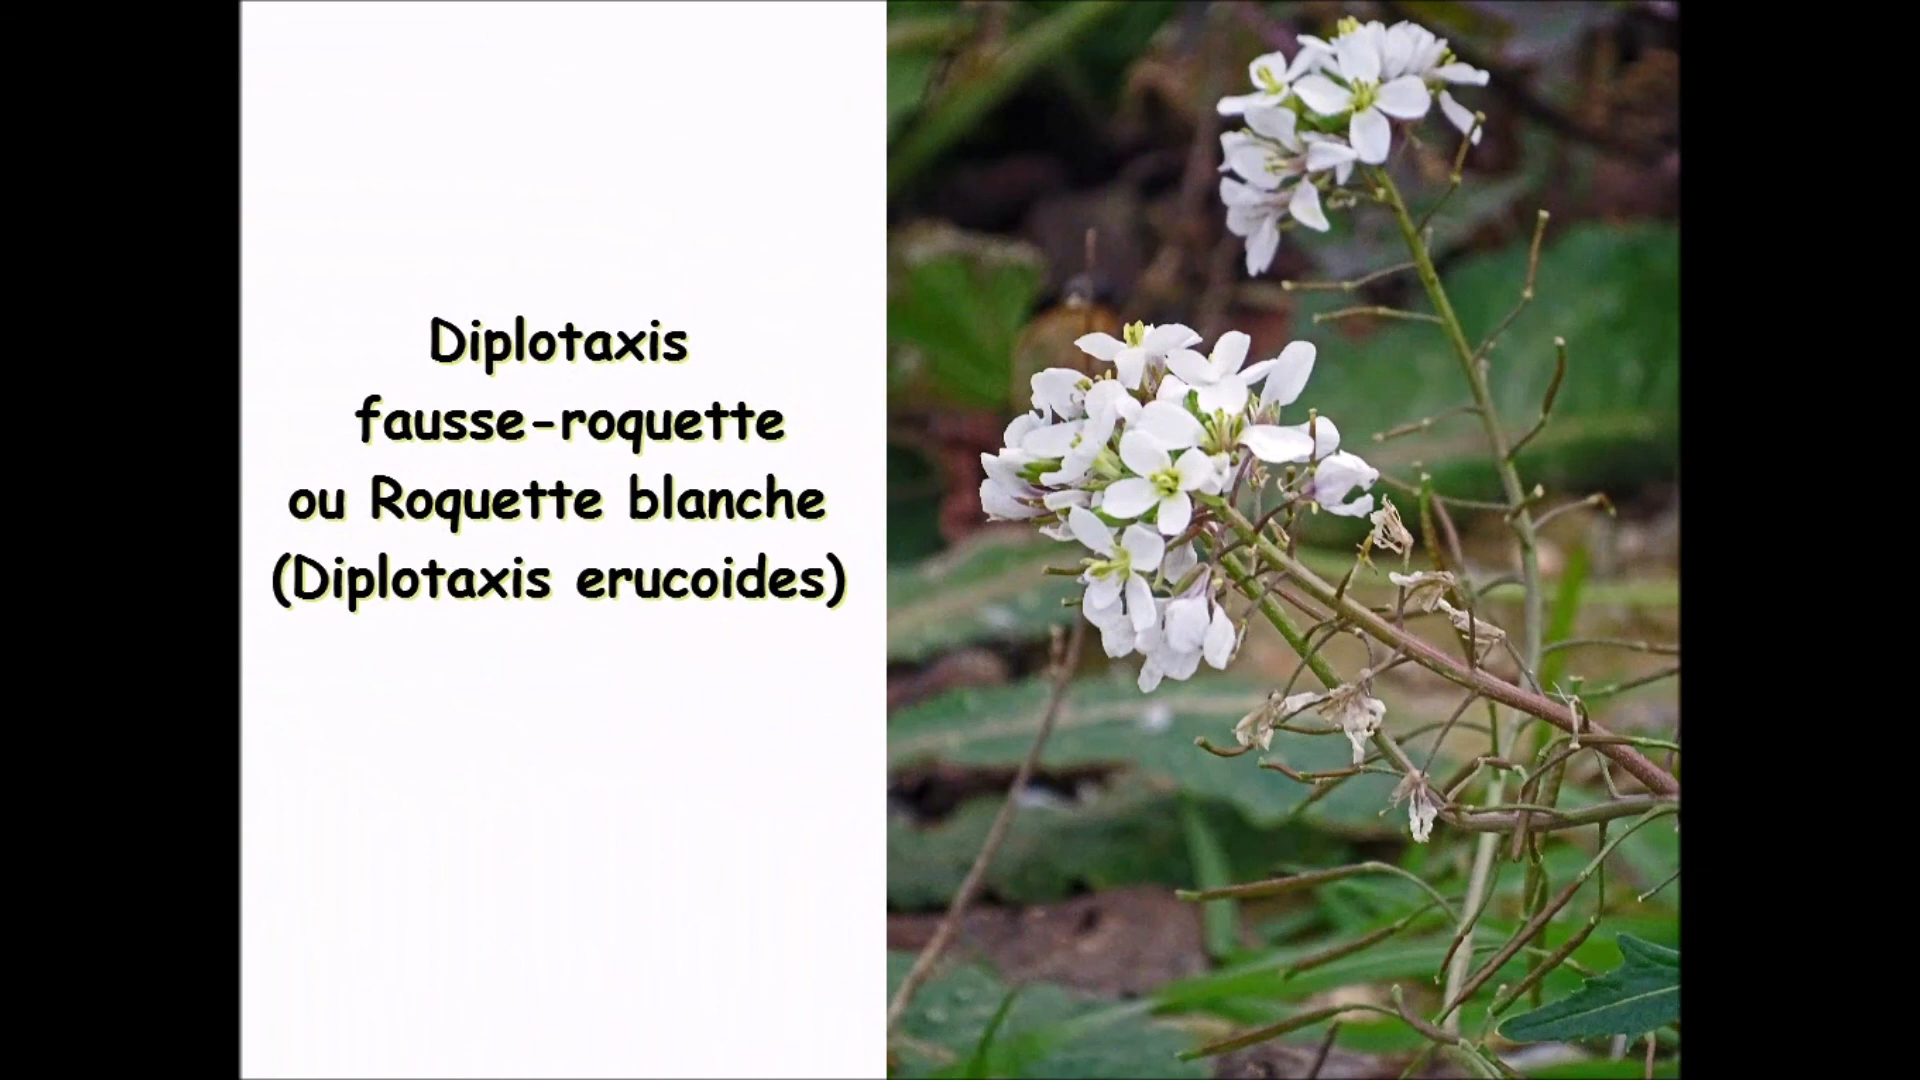 Diplotaxis
fausse-roquette
ou Roquette blanche
(Diplotaxis erucoides)